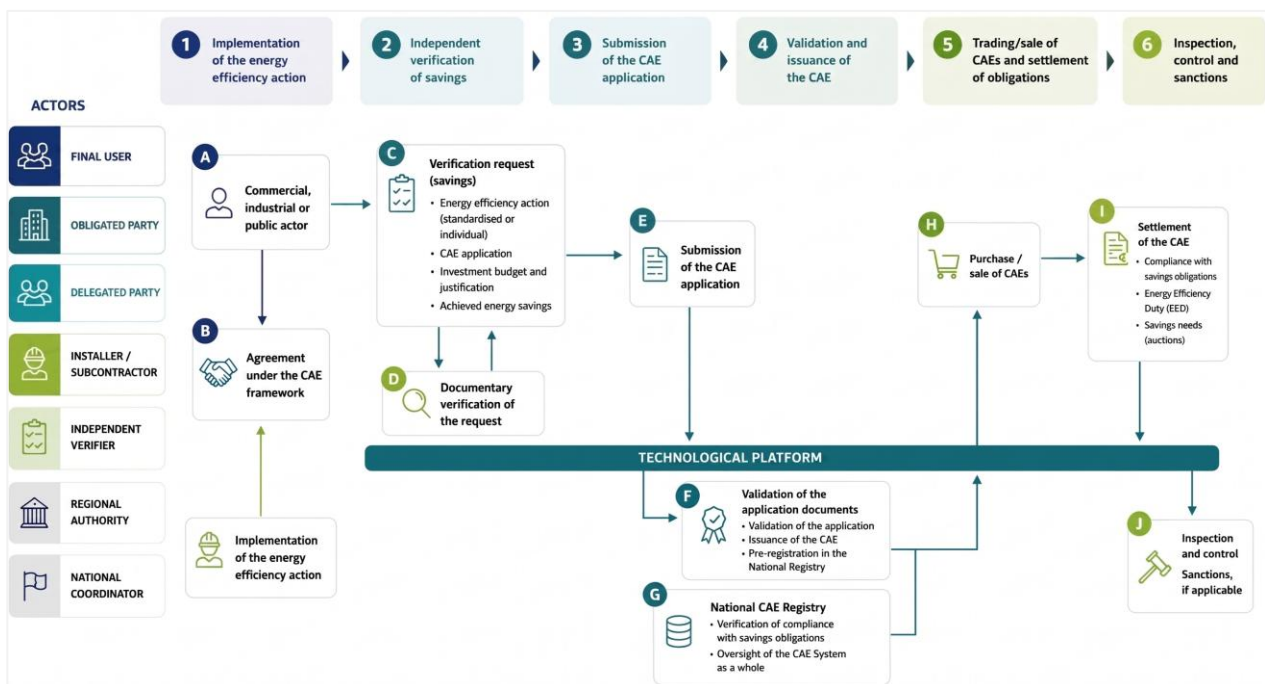 1
Implementation
of the energy
efficiency action
2
Independent
verification
of savings
3
Submission
of the CAE
application
4
Validation and
issuance of
the CAE
5
Trading/sale of
CAEs and settlement
of obligations
6
Inspection,
control and
sanctions
ACTORS
FINAL USER
OBLIGATED PARTY
DELEGATED PARTY
INSTALLER /
SUBCONTRACTOR
INDEPENDENT
VERIFIER
REGIONAL
AUTHORITY
NATIONAL
COORDINATOR
A
Commercial,
industrial or
public actor
B
Agreement
under the CAE
framework
Implementation
of the energy
efficiency action
C
Verification request
(savings)
• Energy efficiency action
(standardised or
individual)
• CAE application
• Investment budget and
justification
• Achieved energy savings
D
Documentary
verification of
the request
E
Submission
of the CAE
application
TECHNOLOGICAL PLATFORM
F
Validation of the
application documents
• Validation of the application
• Issuance of the CAE
• Pre-registration in the
National Registry
G
National CAE Registry
• Verification of compliance
with savings obligations
• Oversight of the CAE System
as a whole
H
Purchase /
sale of CAEs
I
Settlement
of the CAE
• Compliance with
savings obligations
• Energy Efficiency
Duty (EED)
• Savings needs
(auctions)
J
Inspection
and control
Sanctions,
if applicable